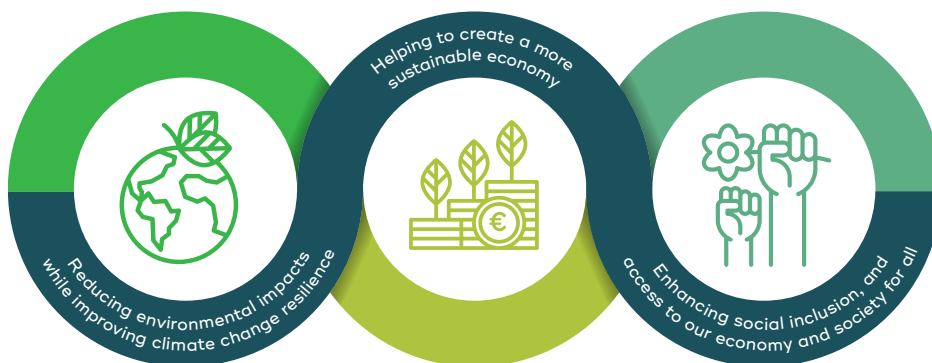 Reducing environmental impacts
while improving climate change resilience
Helping to create a more
sustainable economy
€
Enhancing social inclusion, and
access to our economy and society for all